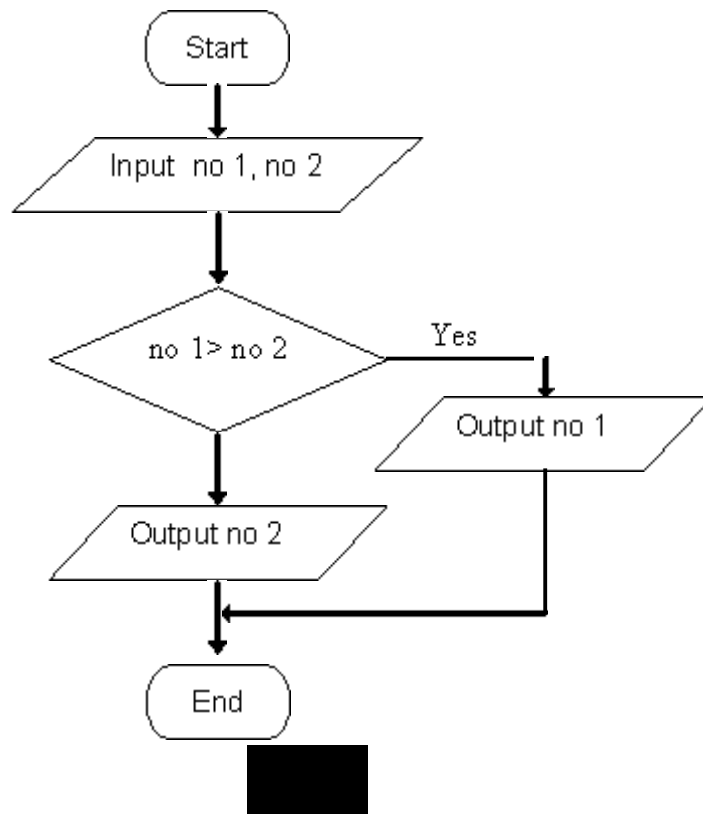 Start
Input no 1, no 2
no 1> no 2
Yes
Output no 1
Output no 2
End